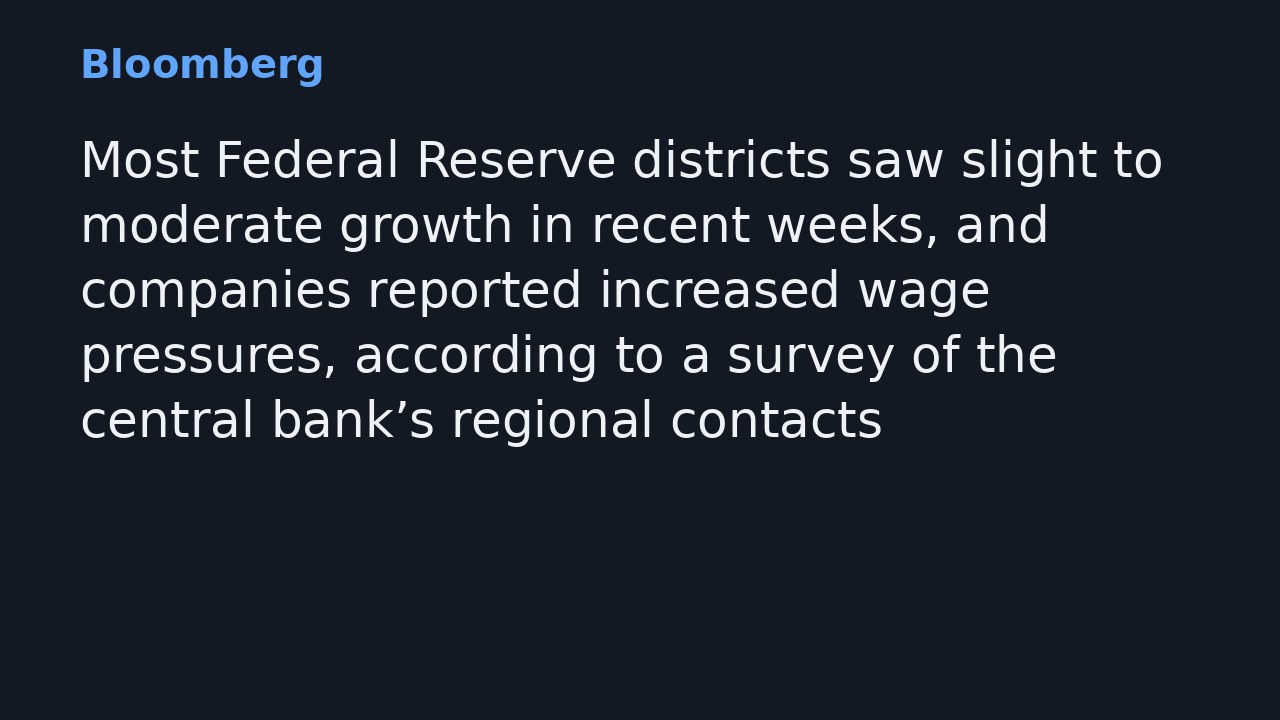 Bloomberg
Most Federal Reserve districts saw slight to
moderate growth in recent weeks, and
companies reported increased wage
pressures, according to a survey of the
central bank’s regional contacts